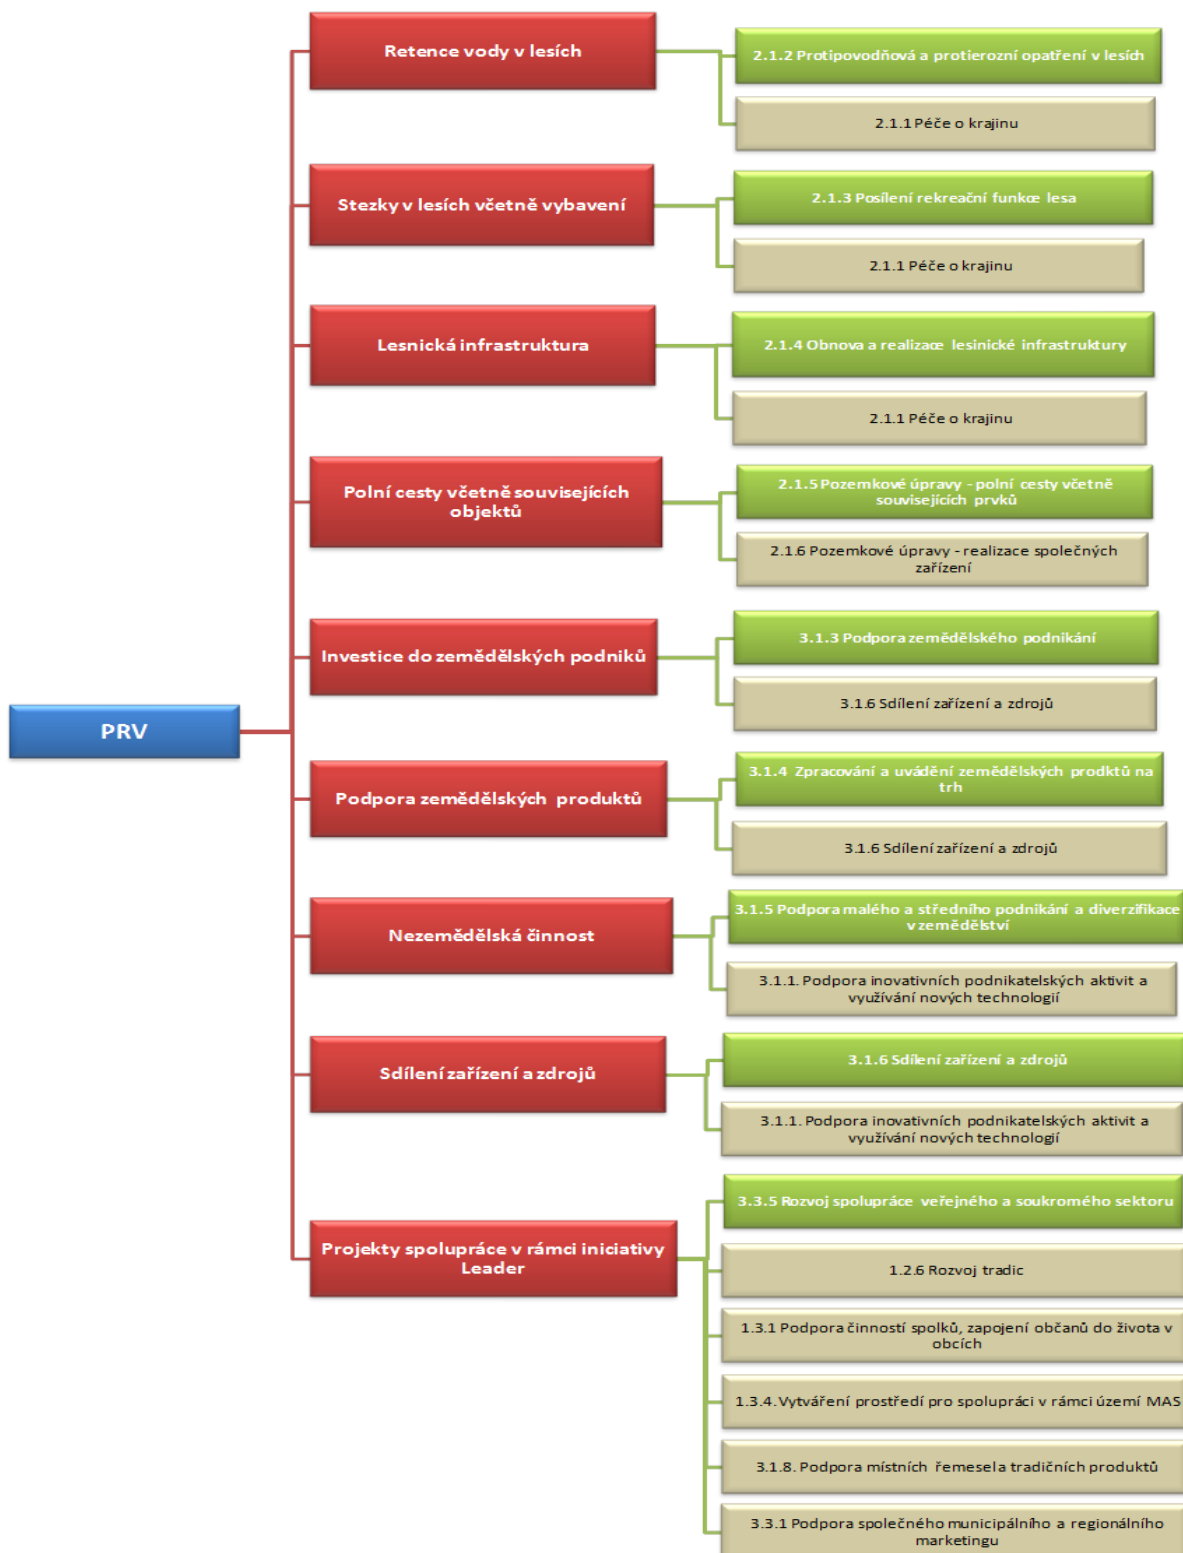 PRV
Retence vody v lesích
2.1.2 Protipovodňová a protierozní opatření v lesích
2.1.1 Péče o krajinu
Stezky v lesích včetně vybavení
2.1.3 Posílení rekreační funkce lesa
2.1.1 Péče o krajinu
Lesnická infrastruktura
2.1.4 Obnova a realizace lesinické infrastruktury
2.1.1 Péče o krajinu
Polní cesty včetně souvisejících
objektů
2.1.5 Pozemkové úpravy - polní cesty včetně
souvisejících prvků
2.1.6 Pozemkové úpravy - realizace společných
zařízení
Investice do zemědělských podniků
3.1.3 Podpora zemědělského podnikání
3.1.6 Sdílení zařízení a zdrojů
Podpora zemědělských produktů
3.1.4 Zpracování a uvádění zemědělských prodktů na
trh
3.1.6 Sdílení zařízení a zdrojů
Nezemědělská činnost
3.1.5 Podpora malého a středního podnikání a diverzifikace
v zemědělství
3.1.1. Podpora inovativních podnikatelských aktivit a
využívání nových technologií
Sdílení zařízení a zdrojů
3.1.6 Sdílení zařízení a zdrojů
3.1.1. Podpora inovativních podnikatelských aktivit a
využívání nových technologií
Projekty spolupráce v rámci iniciativy
Leader
3.3.5 Rozvoj spolupráce veřejného a soukromého sektoru
1.2.6 Rozvoj tradic
1.3.1 Podpora činností spolků, zapojení občanů do života v
obcích
1.3.4. Vytváření prostředí pro spolupráci v rámci území MAS
3.1.8. Podpora místních řemesel a tradičních produktů
3.3.1 Podpora společného municipálního a regionálního
marketingu